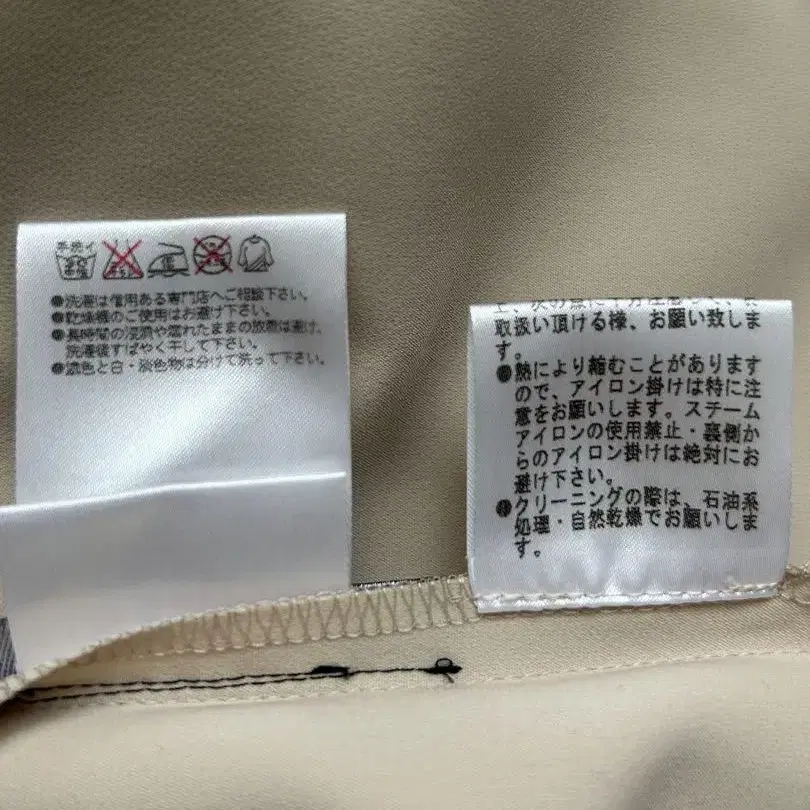 手洗イ
●洗濯は信用ある専門店へご相談下さい。
●乾燥機のご使用はお避け下さい。
●長時間の浸漬や濡れたままの放置は避け、
洗濯後すばやく干して下さい。
●濃色と白・淡色物は分けて洗って下さい。
取扱い頂ける様、お願い致しま
す。
●熱により縮むことがあります
ので、アイロン掛けは特に注
意をお願いします。スチーム
アイロンの使用禁止・裏側か
らのアイロン掛けは絶対にお
避け下さい。
●クリーニングの際は、石油系
処理・自然乾燥でお願いしま
す。